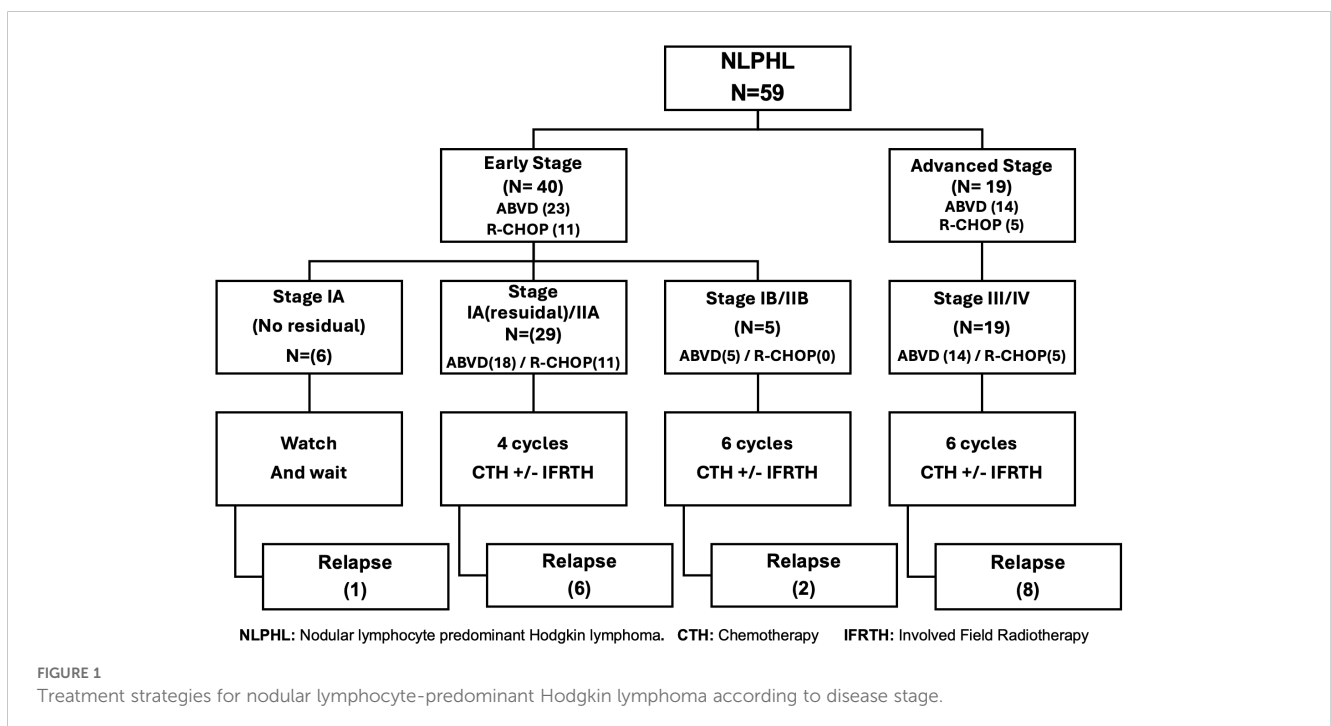 NLPHL
N=59
Early Stage
(N= 40)
ABVD (23)
R-CHOP (11)
Advanced Stage
(N= 19)
ABVD (14)
R-CHOP (5)
Stage IA
(No residual)
N=(6)
Stage
IA(resuidal)/IIA
N=(29)
ABVD(18) / R-CHOP(11)
Stage IB/IIB
(N=5)
ABVD(5) / R-CHOP(0)
Stage III/IV
(N=19)
ABVD (14) / R-CHOP(5)
Watch
And wait
4 cycles
CTH +/- IFRTH
6 cycles
CTH +/- IFRTH
6 cycles
CTH +/- IFRTH
Relapse
(1)
Relapse
(6)
Relapse
(2)
Relapse
(8)
NLPHL: Nodular lymphocyte predominant Hodgkin lymphoma. CTH: Chemotherapy IFRTH: Involved Field Radiotherapy
FIGURE 1
Treatment strategies for nodular lymphocyte-predominant Hodgkin lymphoma according to disease stage.